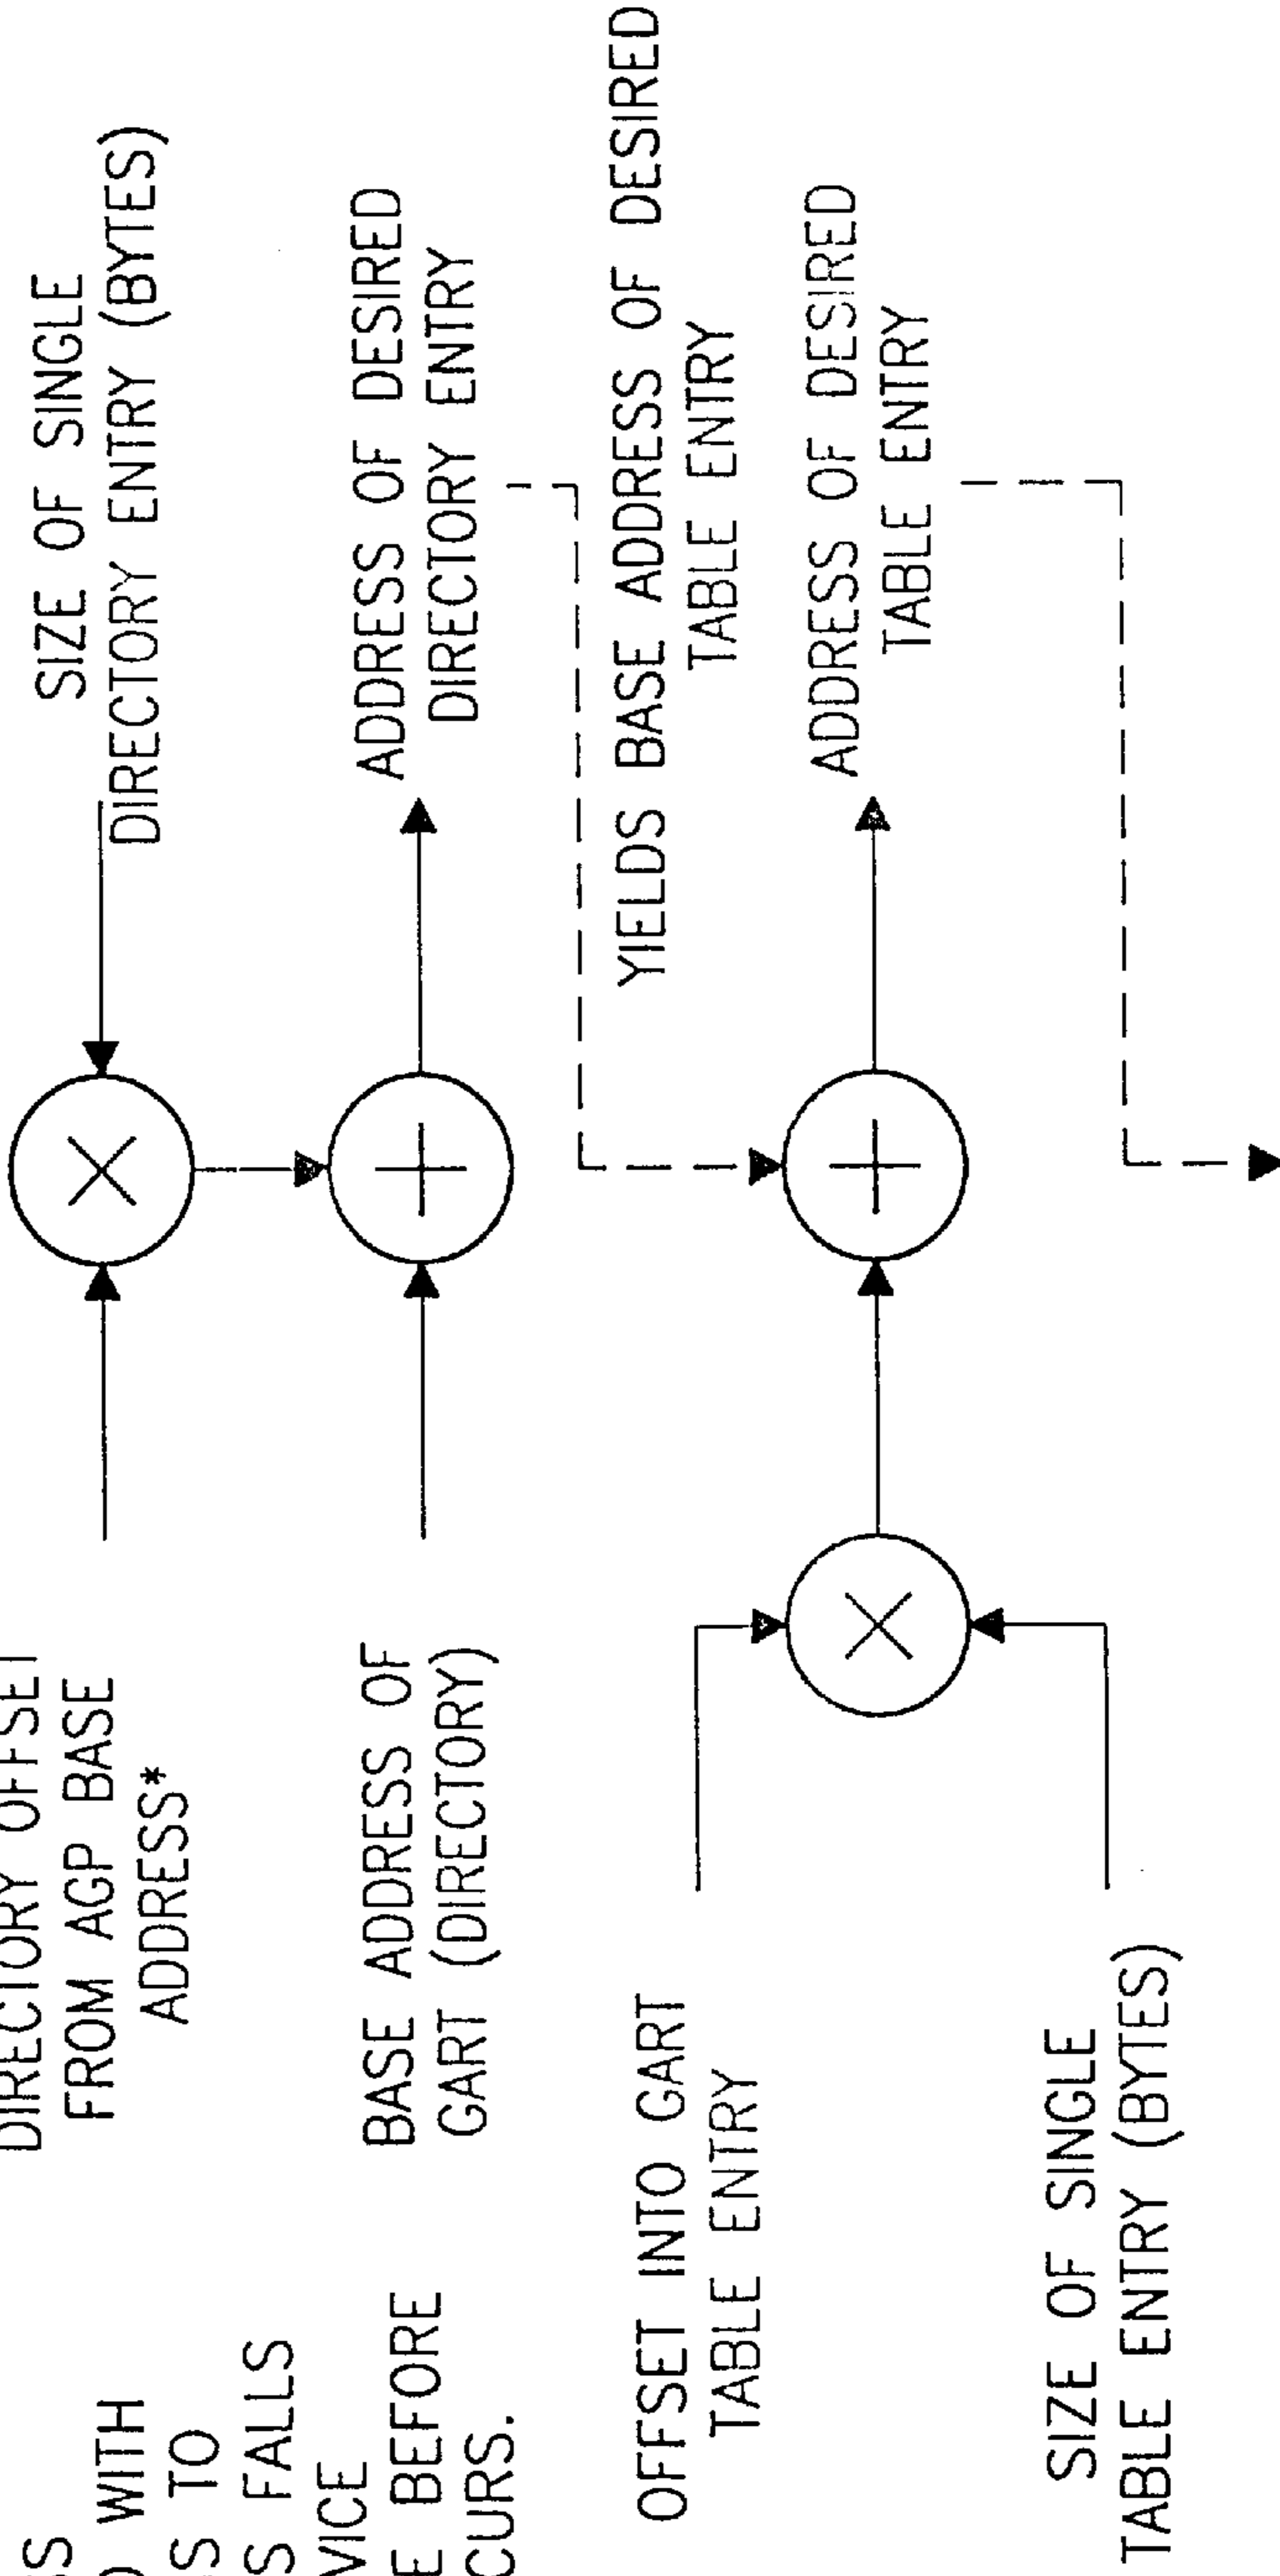 WITH
TO
FALLS
BEFORE
DIRECTORY OFFSET
FROM AGP BASE
ADDRESS*
SIZE OF SINGLE
DIRECTORY ENTRY (BYTES)
BASE ADDRESS OF
GART (DIRECTORY)
ADDRESS OF DESIRED
DIRECTORY ENTRY
YIELDS BASE ADDRESS OF DESIRED
TABLE ENTRY
OFFSET INTO GART
TABLE ENTRY
ADDRESS OF DESIRED
TABLE ENTRY
SIZE OF SINGLE
TABLE ENTRY (BYTES)